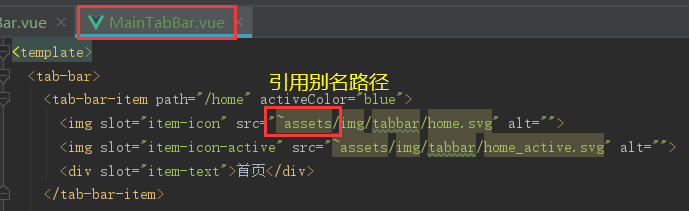 Bar.vue × MainTabBar.vue ×
<template>
<tab-bar>
引用别名路径
<tab-bar-item path="/home" activeColor="blue">
<img slot="item-icon" src="~assets/img/tabbar/home.svg" alt="">
<img slot="item-icon-active" src="~assets/img/tabbar/home_active.svg" alt="">
<div slot="item-text">首页</div>
</tab-bar-item>